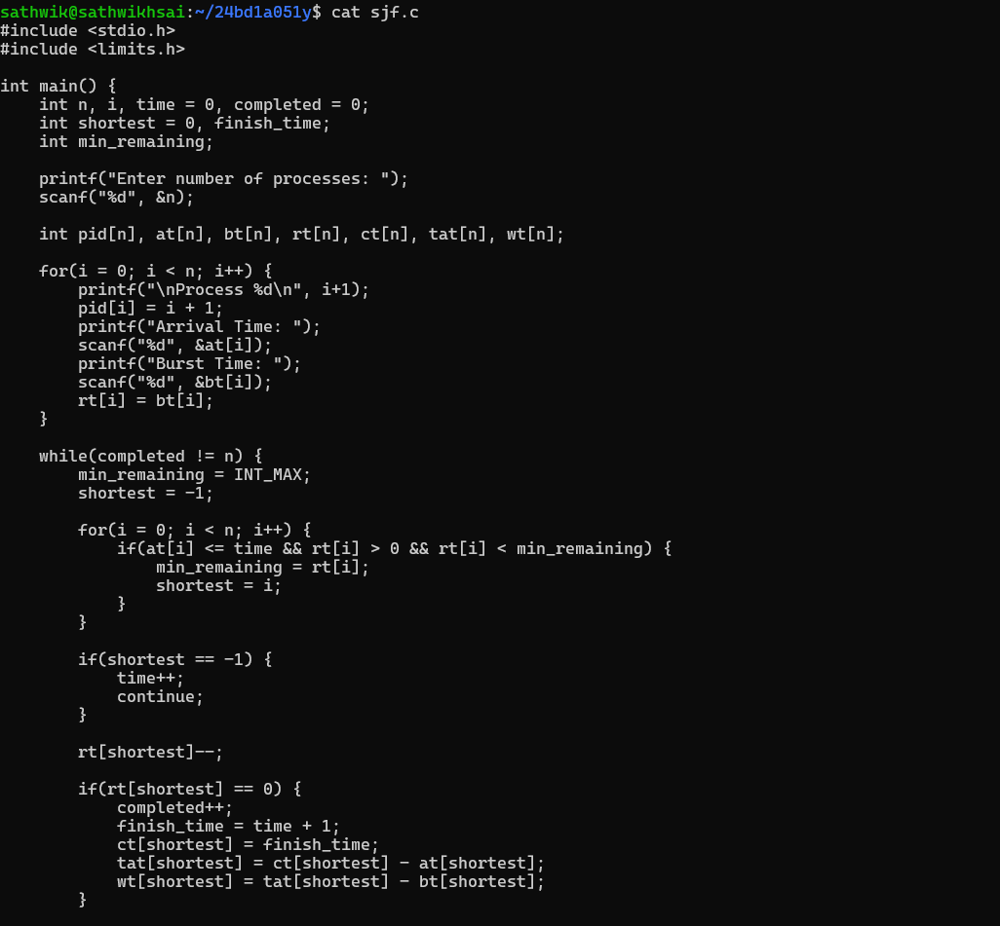 sathwik@sathwikhsai:~/24bd1a051y$ cat sjf.c
#include <stdio.h>
#include <limits.h>

int main() {
    int n, i, time = 0, completed = 0;
    int shortest = 0, finish_time;
    int min_remaining;

    printf("Enter number of processes: ");
    scanf("%d", &n);

    int pid[n], at[n], bt[n], rt[n], ct[n], tat[n], wt[n];

    for(i = 0; i < n; i++) {
        printf("\nProcess %d\n", i+1);
        pid[i] = i + 1;
        printf("Arrival Time: ");
        scanf("%d", &at[i]);
        printf("Burst Time: ");
        scanf("%d", &bt[i]);
        rt[i] = bt[i];
    }

    while(completed != n) {
        min_remaining = INT_MAX;
        shortest = -1;

        for(i = 0; i < n; i++) {
            if(at[i] <= time && rt[i] > 0 && rt[i] < min_remaining) {
                min_remaining = rt[i];
                shortest = i;
            }
        }

        if(shortest == -1) {
            time++;
            continue;
        }

        rt[shortest]--;

        if(rt[shortest] == 0) {
            completed++;
            finish_time = time + 1;
            ct[shortest] = finish_time;
            tat[shortest] = ct[shortest] - at[shortest];
            wt[shortest] = tat[shortest] - bt[shortest];
        }